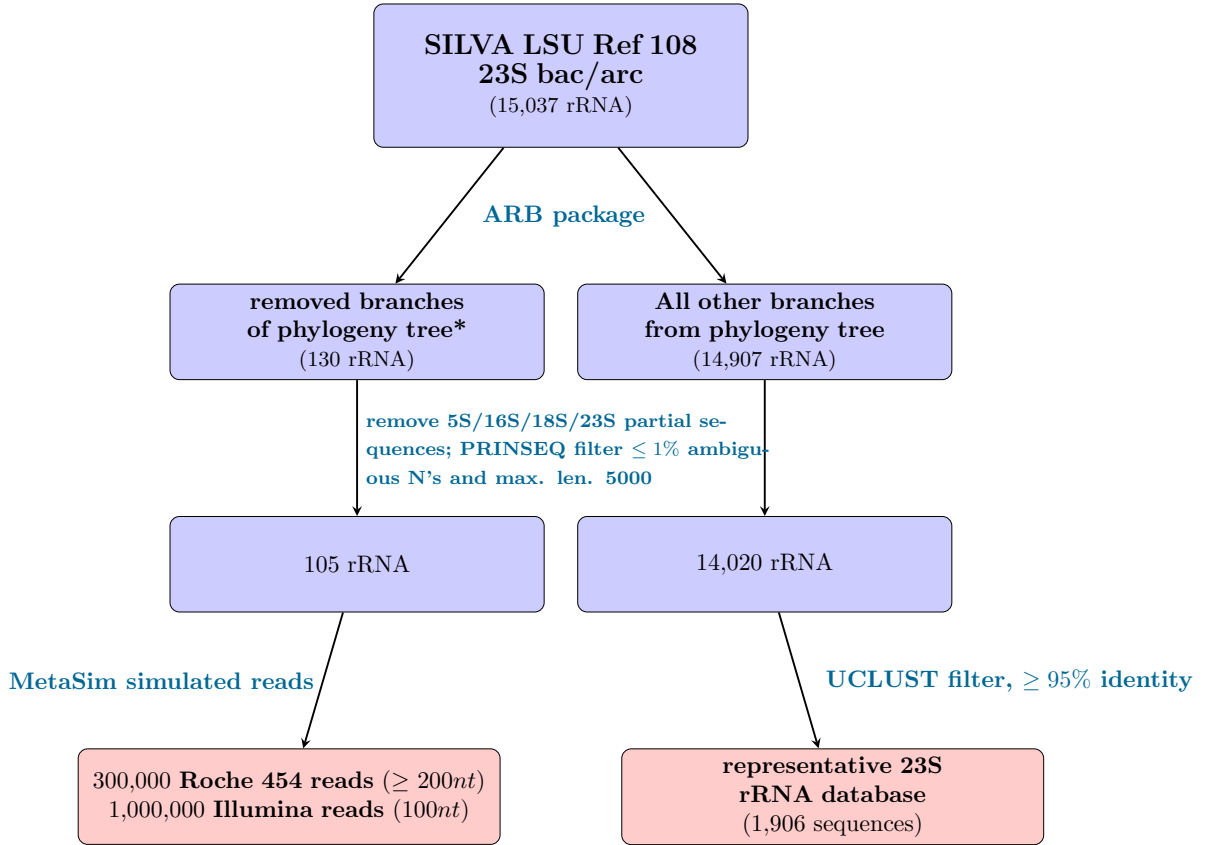 SILVA LSU Ref 108
23S bac/arc
(15,037 rRNA)
ARB package
removed branches
of phylogeny tree*
(130 rRNA)
All other branches
from phylogeny tree
(14,907 rRNA)
remove 5S/16S/18S/23S partial se-
quences; PRINSEQ filter ≤ 1% ambigu-
ous N's and max. len. 5000
105 rRNA
14,020 rRNA
MetaSim simulated reads
UCLUST filter, ≥ 95% identity
300,000 Roche 454 reads (≥ 200nt)
1,000,000 Illumina reads (100nt)
representative 23S
rRNA database
(1,906 sequences)